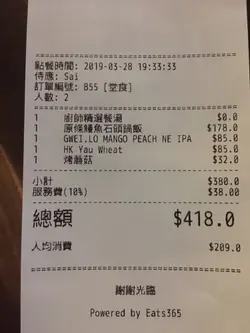 點餐時間: 2019-03-28 19:33:33
侍應: Sai
訂單編號: B55 [堂食]
人數: 2
1 廚師精選餐湯 $0.0
1 原條鰻魚石頭鍋飯 $178.0
1 GWEI.LO MANGO PEACH NE IPA $85.0
1 HK Yau Wheat $85.0
1 烤蘑菇 $32.0
小計 $380.0
服務費(10%) $38.00
總額 $418.0
人均消費 $209.0
謝謝光臨
Powered by Eats365